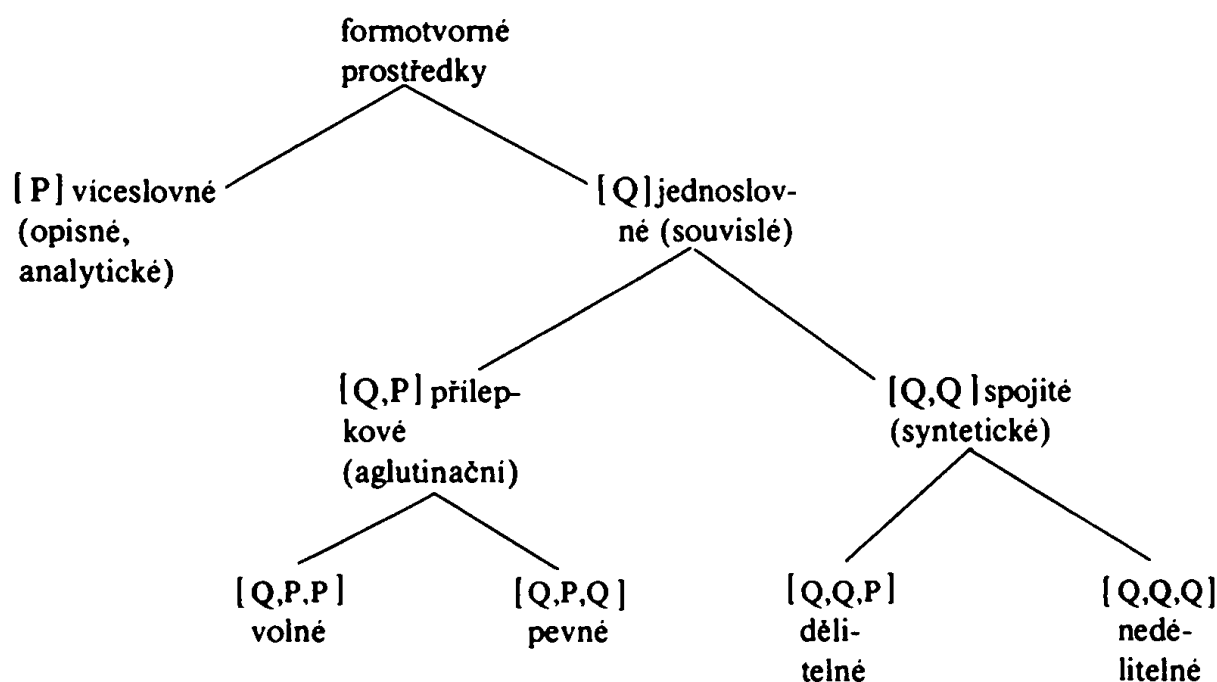 formotvorné
prostředky
[P] víceslovné
(opisné,
analytické)
[Q] jednoslov-
né (souvislé)
[Q,P] přilep-
kové
(aglutinační)
[Q,Q] spojité
(syntetické)
[Q,P,P]
volné
[Q,P,Q]
pevné
[Q,Q,P]
děli-
telné
[Q,Q,Q]
nedě-
litelné